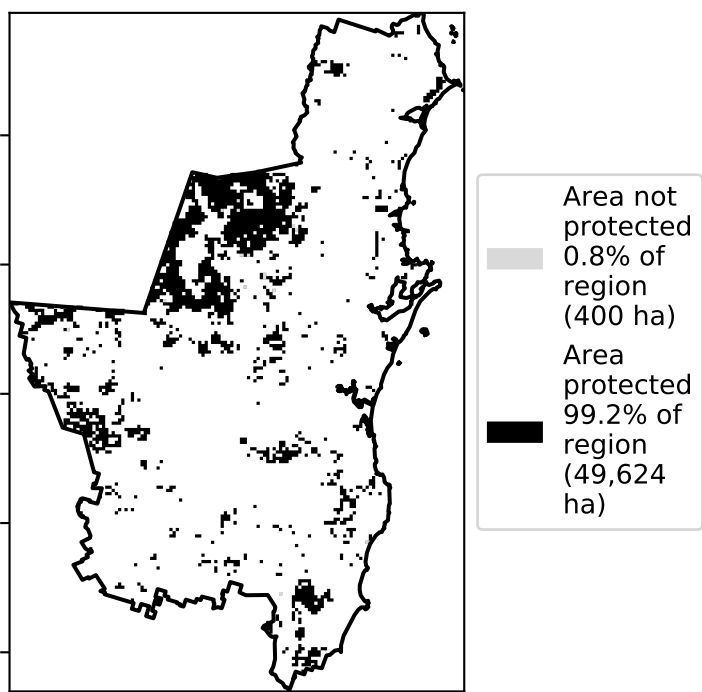 Area not
protected
0.8% of
region
(400 ha)
Area
protected
99.2% of
region
(49,624
ha)